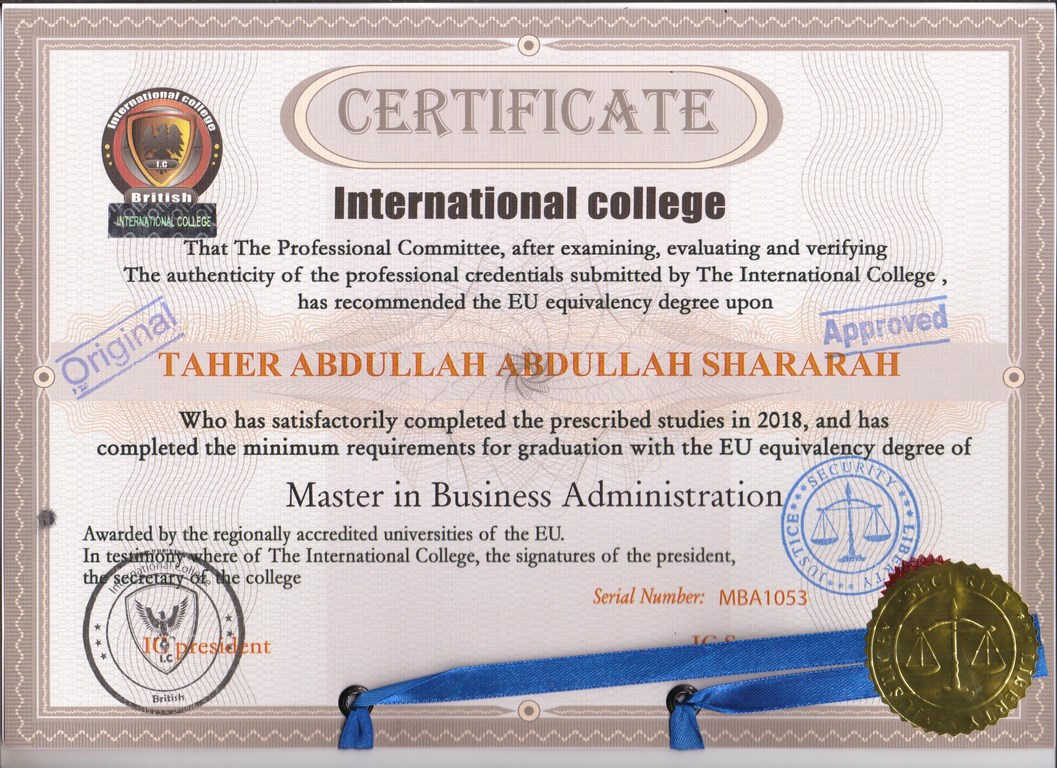 CERTIFICATE
International college
I.C
British
INTERNATIONAL COLLEGE
International college
That The Professional Committee, after examining, evaluating and verifying
The authenticity of the professional credentials submitted by The International College ,
has recommended the EU equivalency degree upon
Original
Approved
TAHER ABDULLAH ABDULLAH SHARARAH
Who has satisfactorily completed the prescribed studies in 2018, and has
completed the minimum requirements for graduation with the EU equivalency degree of
Master in Business Administration
SECURITY
JUSTICE
LIBERTY
Awarded by the regionally accredited universities of the EU.
In testimony where of The International College, the signatures of the president,
the secretary of the college
Serial Number: MBA1053
International College
I.C
British
IC president
IC
SECURITY
JUSTICE
LIBERTY